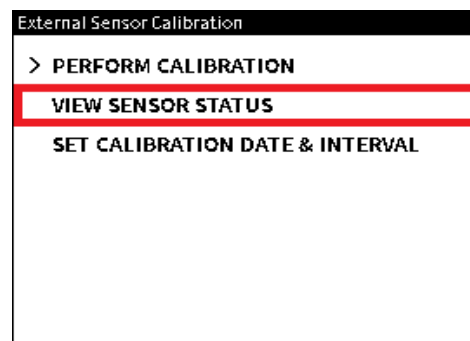 External Sensor Calibration
> PERFORM CALIBRATION
VIEW SENSOR STATUS
SET CALIBRATION DATE & INTERVAL